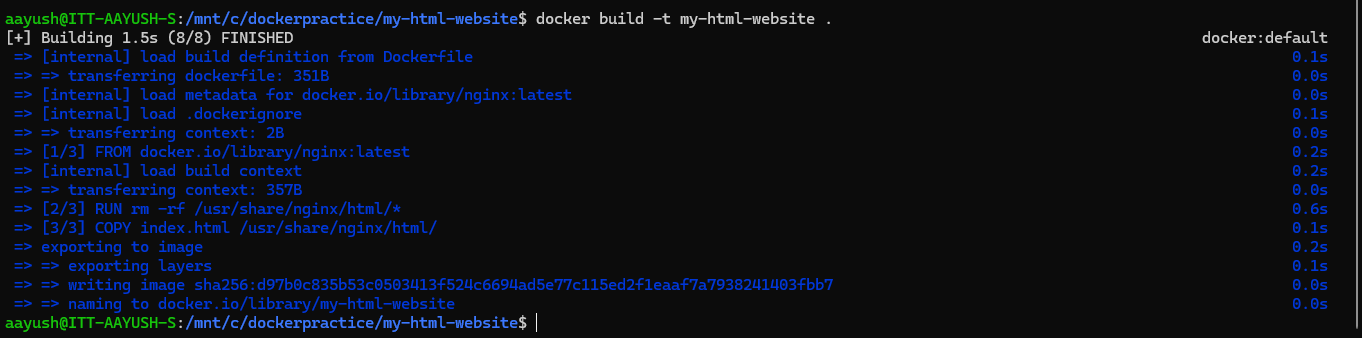 aayush@ITT-AAYUSH-S:/mnt/c/dockerpractice/my-html-website$ docker build -t my-html-website .
[+] Building 1.5s (8/8) FINISHED docker:default
=> [internal] load build definition from Dockerfile 0.1s
=> => transferring dockerfile: 351B 0.0s
=> [internal] load metadata for docker.io/library/nginx:latest 0.0s
=> [internal] load .dockerignore 0.1s
=> => transferring context: 2B 0.0s
=> [1/3] FROM docker.io/library/nginx:latest 0.2s
=> [internal] load build context 0.2s
=> => transferring context: 357B 0.0s
=> [2/3] RUN rm -rf /usr/share/nginx/html/* 0.6s
=> [3/3] COPY index.html /usr/share/nginx/html/ 0.1s
=> exporting to image 0.2s
=> => exporting layers 0.1s
=> => writing image sha256:d97b0c835b53c0503413f524c6694ad5e77c115ed2f1eaaf7a7938241403fbb7 0.0s
=> => naming to docker.io/library/my-html-website 0.0s
aayush@ITT-AAYUSH-S:/mnt/c/dockerpractice/my-html-website$